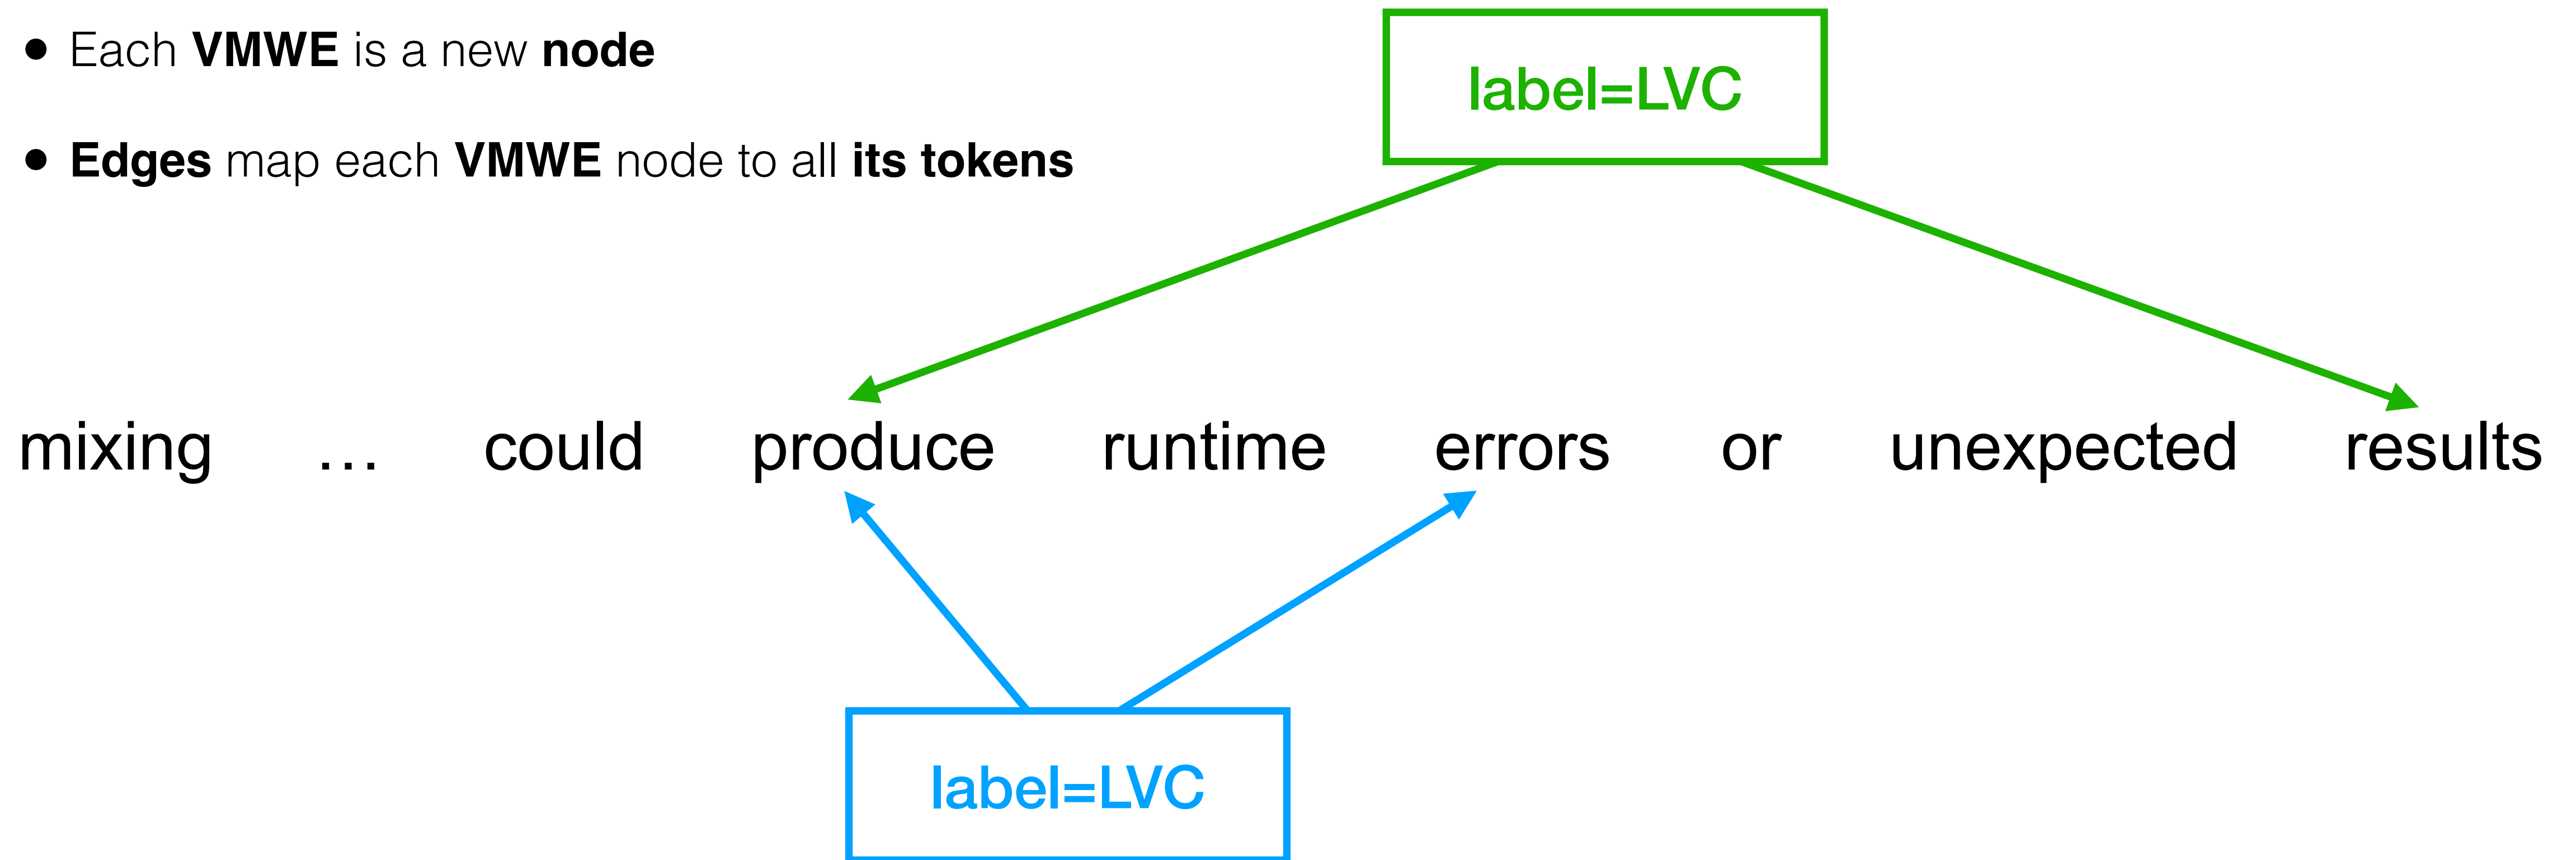 • Each VMWE is a new node
• Edges map each VMWE node to all its tokens
label=LVC
mixing … could produce runtime errors or unexpected results
label=LVC